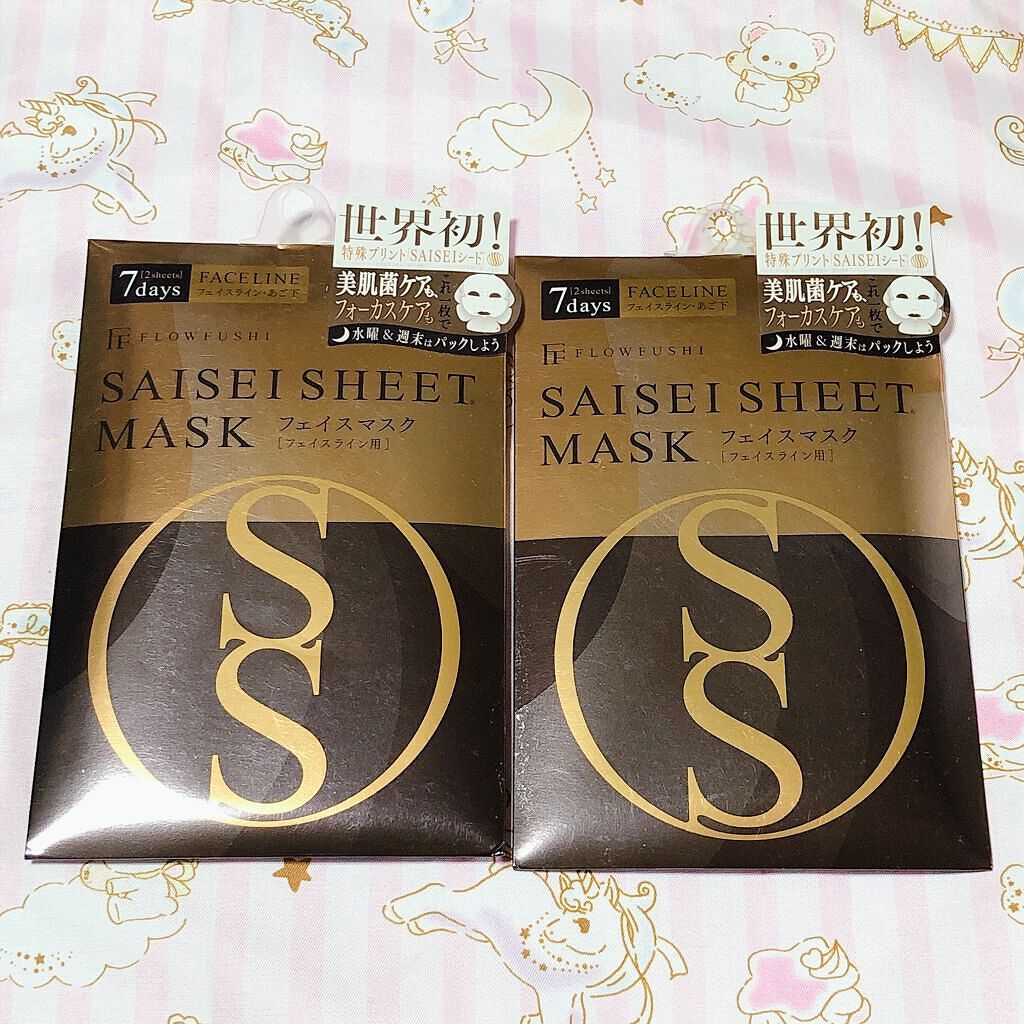 世界初!
特殊プリント SAISEIシート
美肌菌ケアも、
フォーカスケアも
これ一枚で
水曜&週末はパックしよう
7 [2sheets]
days
FACELINE
フェイスライン・あご下
FLOWFUSHI
SAISEI SHEET
MASK フェイスマスク
[フェイスライン用]
S
S
世界初!
特殊プリント SAISEIシート
美肌菌ケアも、
フォーカスケアも
これ一枚で
水曜&週末はパックしよう
7 [2sheets]
days
FACELINE
フェイスライン・あご下
FLOWFUSHI
SAISEI SHEET
MASK フェイスマスク
[フェイスライン用]
S
S